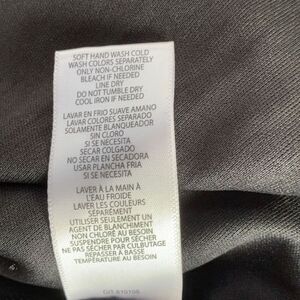 SOFT HAND WASH COLD
WASH COLORS SEPARATELY
ONLY NON-CHLORINE
BLEACH IF NEEDED
LINE DRY
DO NOT TUMBLE DRY
COOL IRON IF NEEDED
LAVAR EN FRIO SUAVE A MANO
LAVAR COLORES SEPARADO
SOLAMENTE BLANQUEADOR
SIN CLORO
SI SE NECESITA
SECAR COLGADO
NO SECAR EN SECADORA
USAR PLANCHA FRIA
SI SE NECESITA
LAVER À LA MAIN À
L'EAU FROIDE
LAVER LES COULEURS
SÉPARÉMENT
UTILISER SEULEMENT UN
AGENT DE BLANCHIMENT
NON CHLORÉ AU BESOIN
SUSPENDRE POUR SÉCHER
NE PAS SÉCHER PAR CULBUTAGE
REPASSER À BASSE
TEMPÉRATURE AU BESOIN